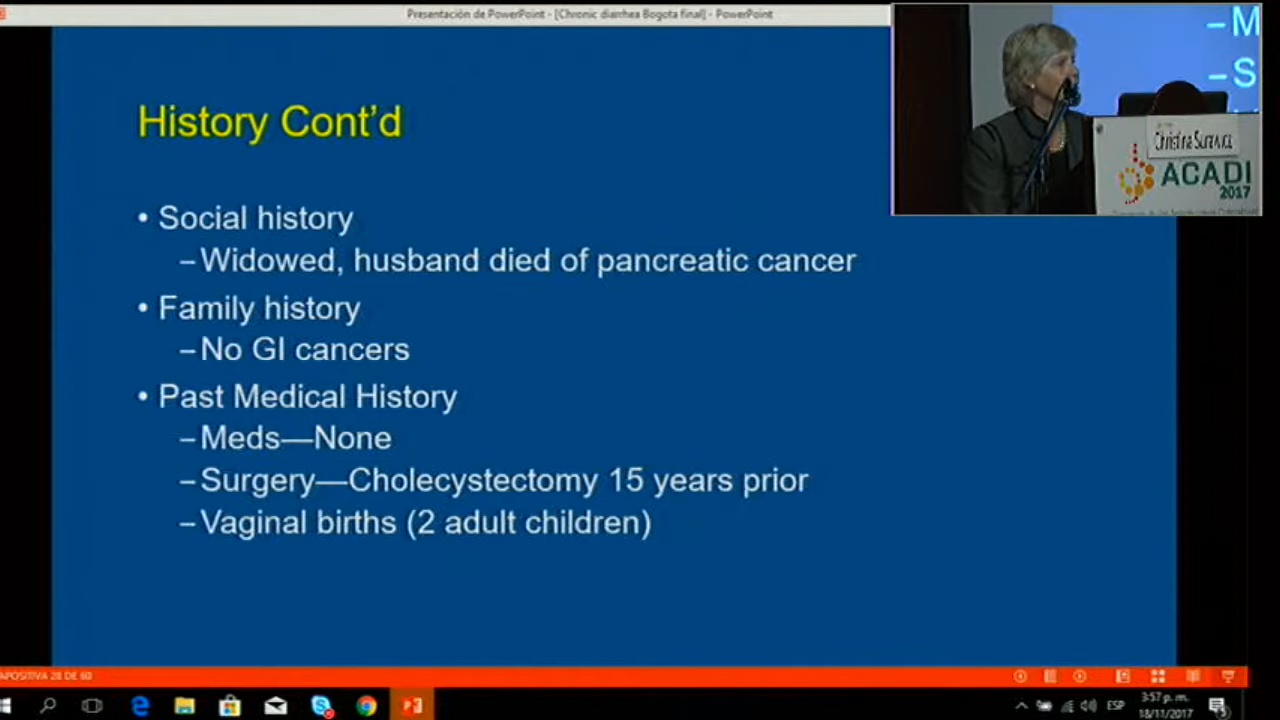 Presentación de PowerPoint - [Chronic diarrhea Bogota final] - PowerPoint
–M
–S
Christina
ACADI
2017
History Cont'd
• Social history
–Widowed, husband died of pancreatic cancer
• Family history
–No GI cancers
• Past Medical History
–Meds—None
–Surgery—Cholecystectomy 15 years prior
–Vaginal births (2 adult children)
APOSITIVA 28 DE 60
ESP
3:57 p. m.
18/11/2017